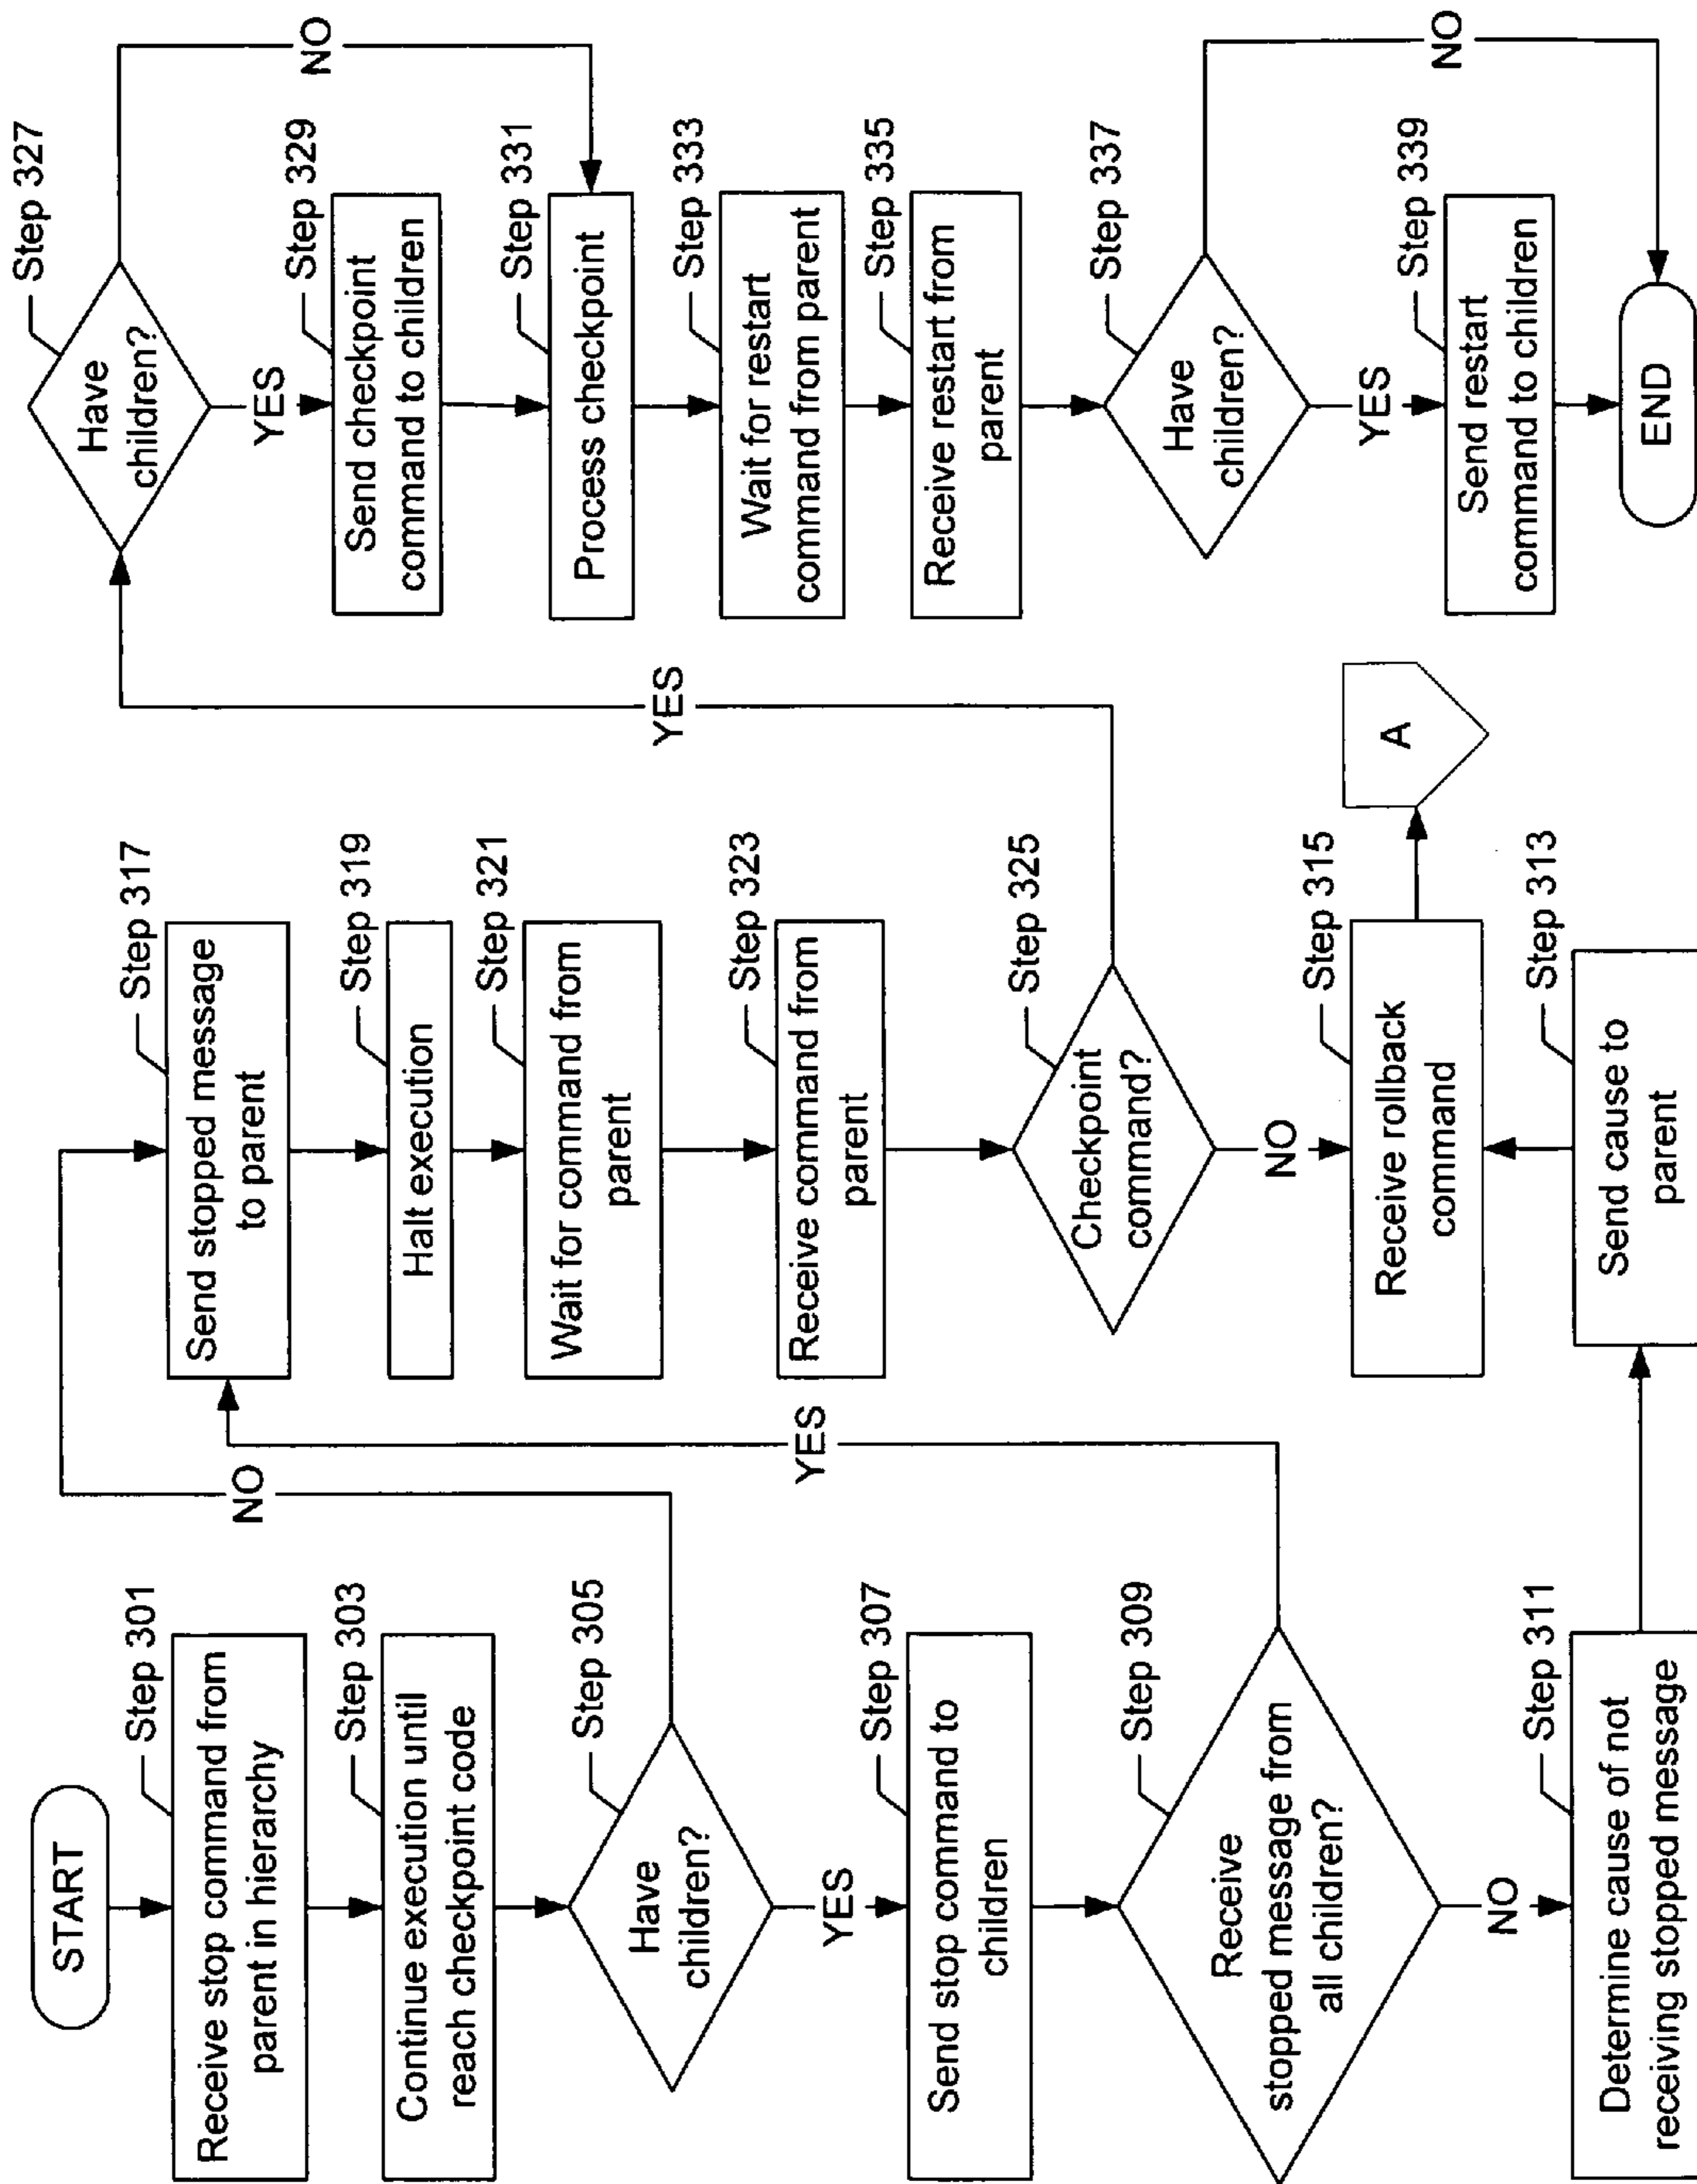 START
Step 301
Receive stop command from
parent in hierarchy
Step 303
Continue execution until
reach checkpoint code
Step 305
Have
children?
NO
YES
Step 307
Send stop command to
children
Step 309
Receive
stopped message from
all children?
YES
NO
Step 311
Determine cause of not
receiving stopped message
Step 317
Send stopped message
to parent
Step 319
Halt execution
Step 321
Wait for command from
parent
Step 323
Receive command from
parent
Step 325
Checkpoint
command?
YES
NO
Step 315
Receive rollback
command
A
Step 313
Send cause to
parent
Step 327
Have
children?
NO
YES
Step 329
Send checkpoint
command to children
Step 331
Process checkpoint
Step 333
Wait for restart
command from parent
Step 335
Receive restart from
parent
Step 337
Have
children?
NO
YES
Step 339
Send restart
command to children
END